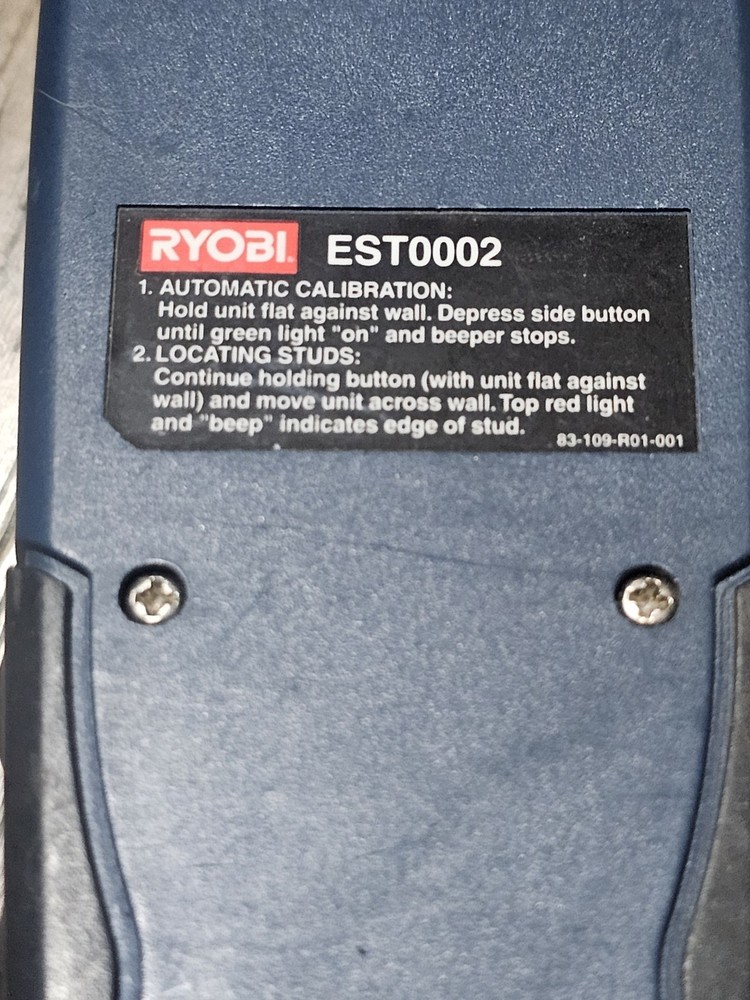 RYOBI. EST0002
1. AUTOMATIC CALIBRATION:
Hold unit flat against wall. Depress side button
until green light "on" and beeper stops.
2. LOCATING STUDS:
Continue holding button (with unit flat against
wall) and move unit across wall. Top red light
and "beep" indicates edge of stud.
83-109-R01-001